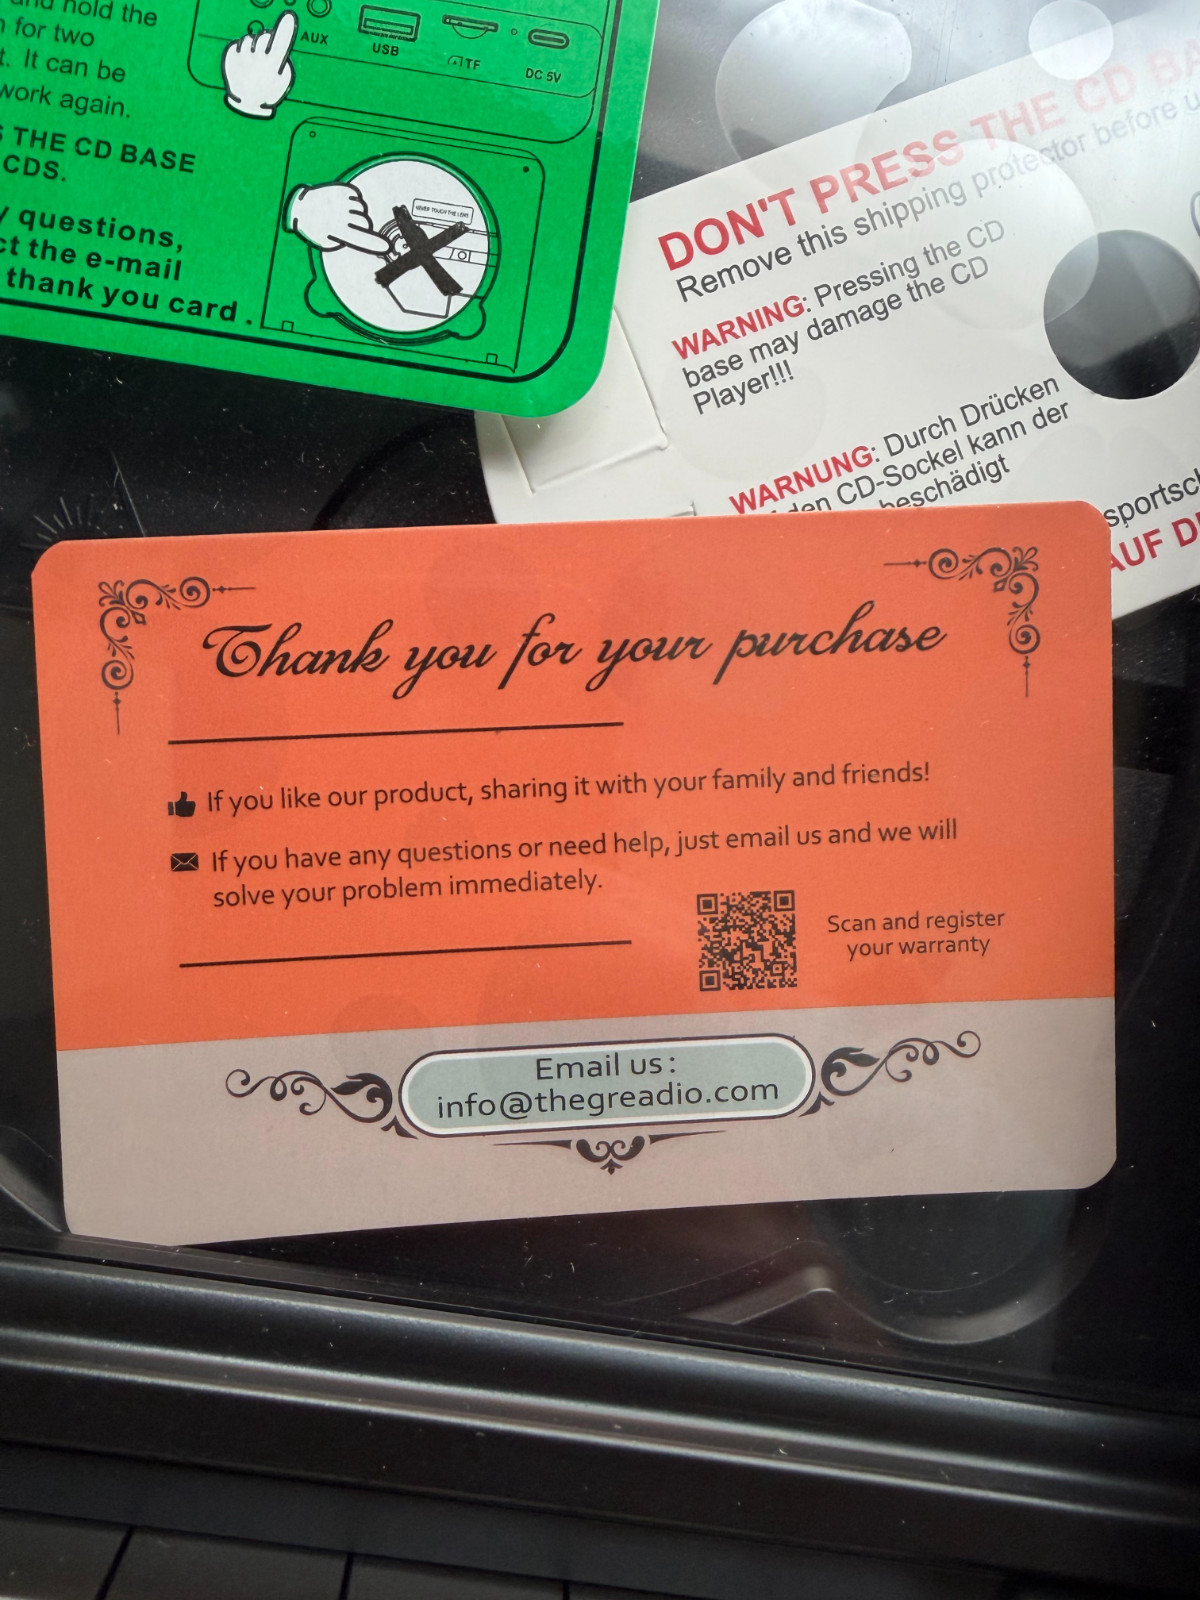 and hold the
for two
It can be
work again.
THE CD BASE
CDS.
questions,
the e-mail
thank you card .
AUX
USB
TF
DC 5V
NEVER TOUCH THE LENS
DON'T PRESS THE CD
Remove this shipping protector before
WARNING: Pressing the CD
base may damage the CD
Player!!!
WARNUNG: Durch Drücken
den CD-Sockel kann der
beschädigt
AUF
Thank you for your purchase
If you like our product, sharing it with your family and friends!
If you have any questions or need help, just email us and we will
solve your problem immediately.
Scan and register
your warranty
Email us :
info@thegreadio.com